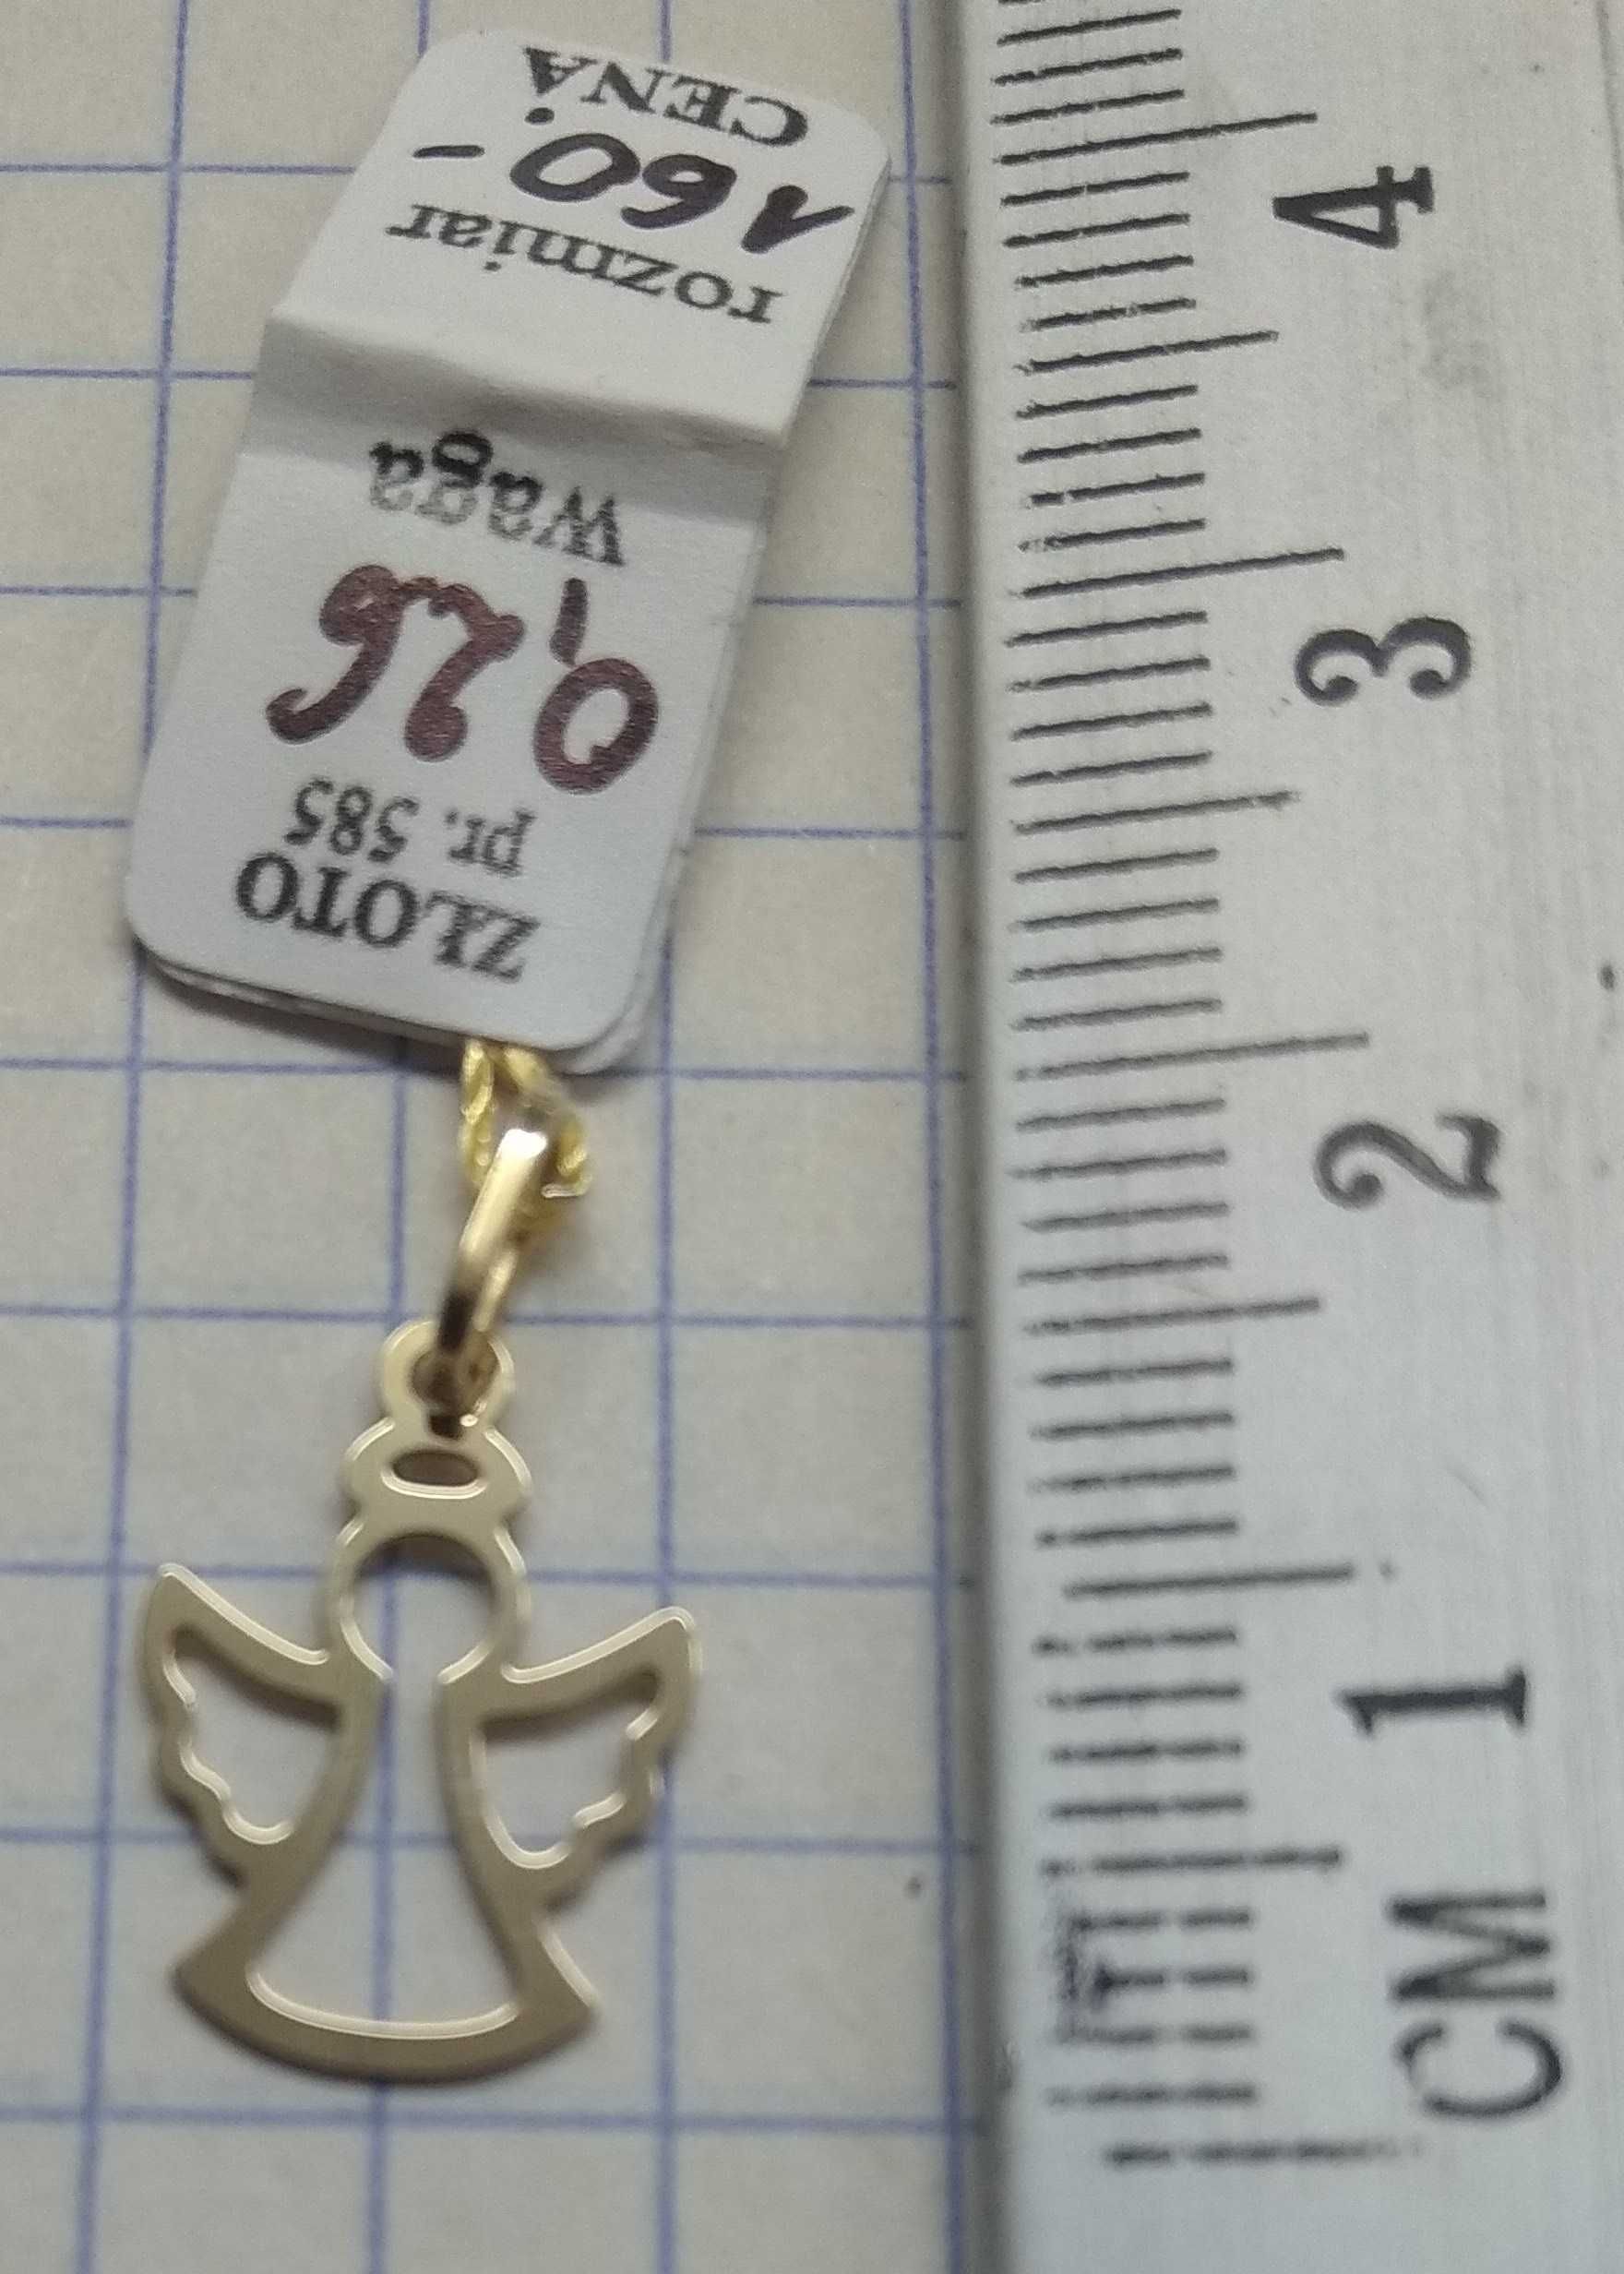 ZŁOTO
pr. 585
0,26
Waga
rozmiar
160.-
CENA
4
3
2
1
CM